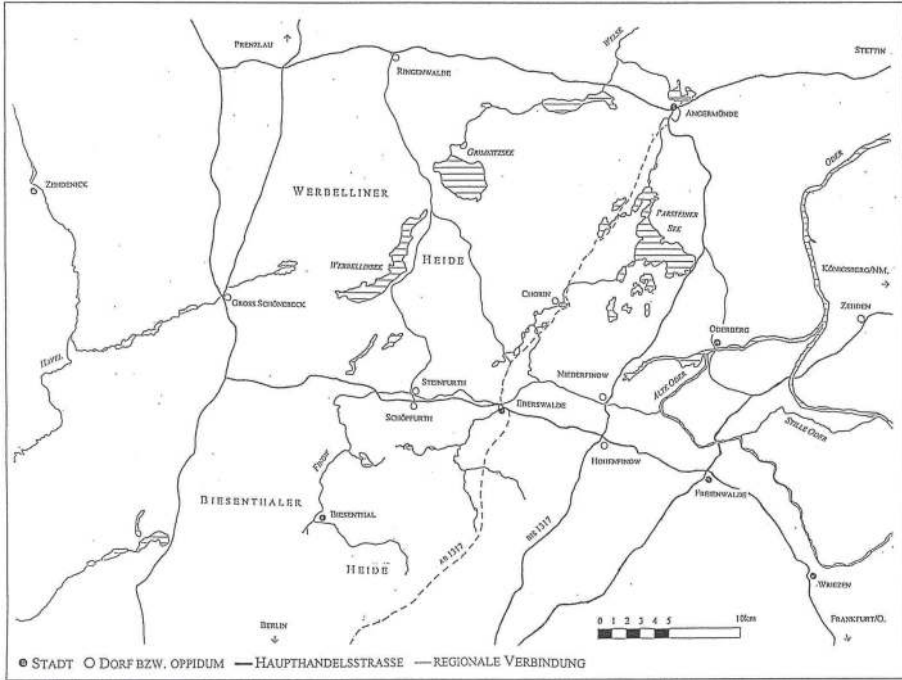 PRENZLAU
WELSE
STETTIN
RINGENWALDE
ANGERMÜNDE
GRIMNITZSEE
ODER
ZEHDENICK
WERBELLINER
PARSTEINER
SEE
WERBELLINSEE
HEIDE
KÖNIGSBERG/NM.
CHORIN
GROSS SCHÖNEBECK
ZEHDEN
ODERBERG
HAVEL
STEINFURTH
NIEDERFINOW
ALTE ODER
SCHÖPFURTH
EBERSWALDE
STILLE ODER
HOHENFINOW
FINOW
FREIENWALDE
BIESENTHALER
BIESENTHAL
AB 1317
BIS 1317
HEIDE
WRIEZEN
BERLIN
0 1 2 3 4 5 10km
FRANKFURT/O.
STADT DORF BZW. OPPIDUM HAUPTHANDELSSTRASSE REGIONALE VERBINDUNG